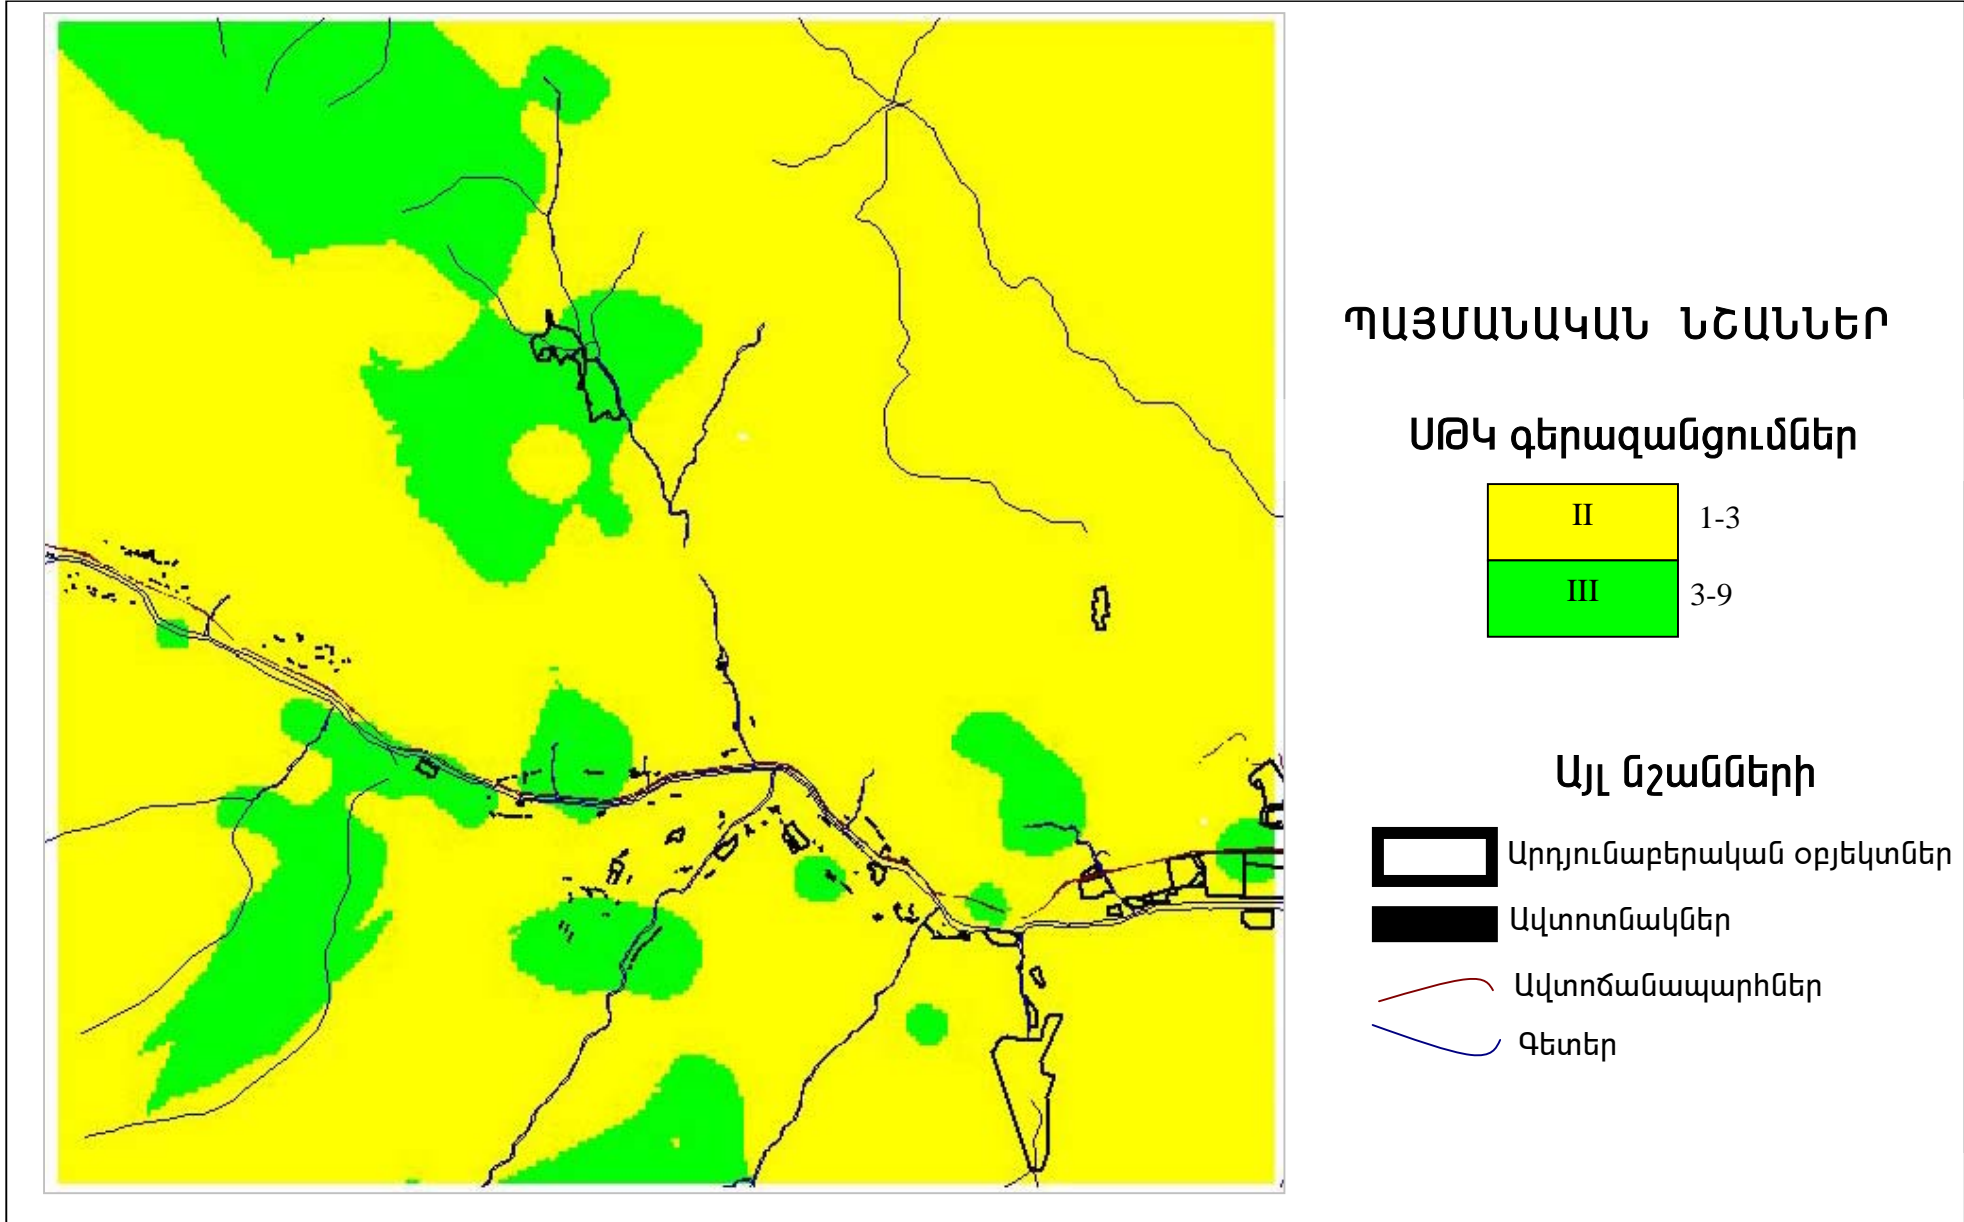 ՊԱՅՄԱՆԱԿԱՆ ՆՇԱՆՆԵՐ
ՍԹԿ գերազանցումներ
II 1-3
III 3-9
Այլ նշանների
Արդյունաբերական օբյեկտներ
Ավտոտնակներ
Ավտոճանապարհներ
Գետեր